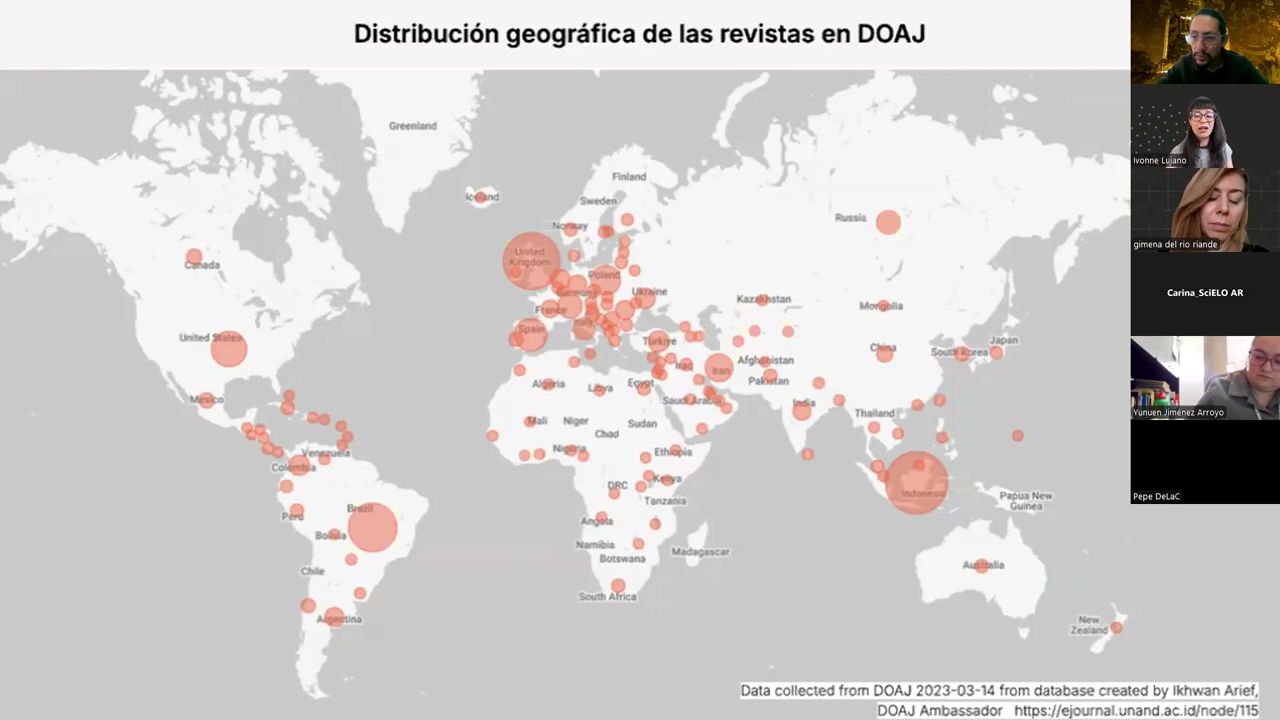 Distribución geográfica de las revistas en DOAJ
Greenland
Iceland
Finland
Sweden
Norway
Russia
United
Kingdom
Poland
Germany
Ukraine
France
Spain
Italy
Türkiye
Canada
United States
Mexico
Venezuela
Colombia
Peru
Brazil
Bolivia
Chile
Argentina
Kazakhstan
Mongolia
China
South Korea
Japan
Afghanistan
Iran
Iraq
Pakistan
Saudi Arabia
India
Thailand
Indonesia
Papua New
Guinea
Australia
New
Zealand
Algeria
Libya
Egypt
Mali
Niger
Chad
Sudan
Nigeria
Ethiopia
DRC
Kenya
Tanzania
Angola
Namibia
Botswana
Madagascar
South Africa
Data collected from DOAJ 2023-03-14 from database created by Ikhwan Arief,
DOAJ Ambassador https://ejournal.unand.ac.id/node/115
Ivonne Lujano
gimena del rio riande
Carina_SciELO AR
Yunuen Jiménez Arroyo
Pepe DeLaC